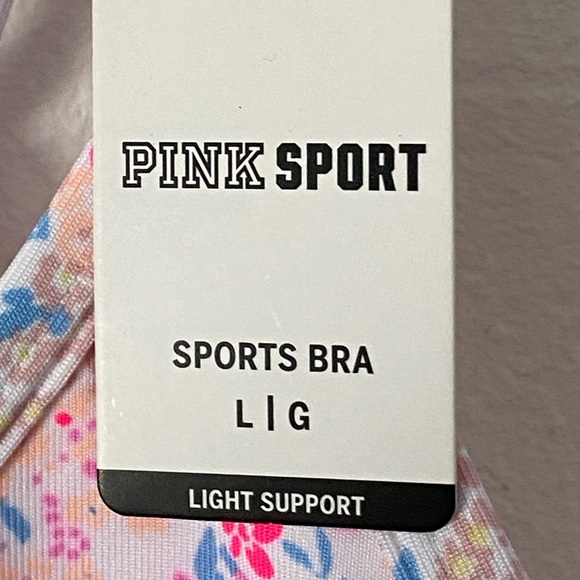 PINK SPORT
SPORTS BRA
L | G
LIGHT SUPPORT